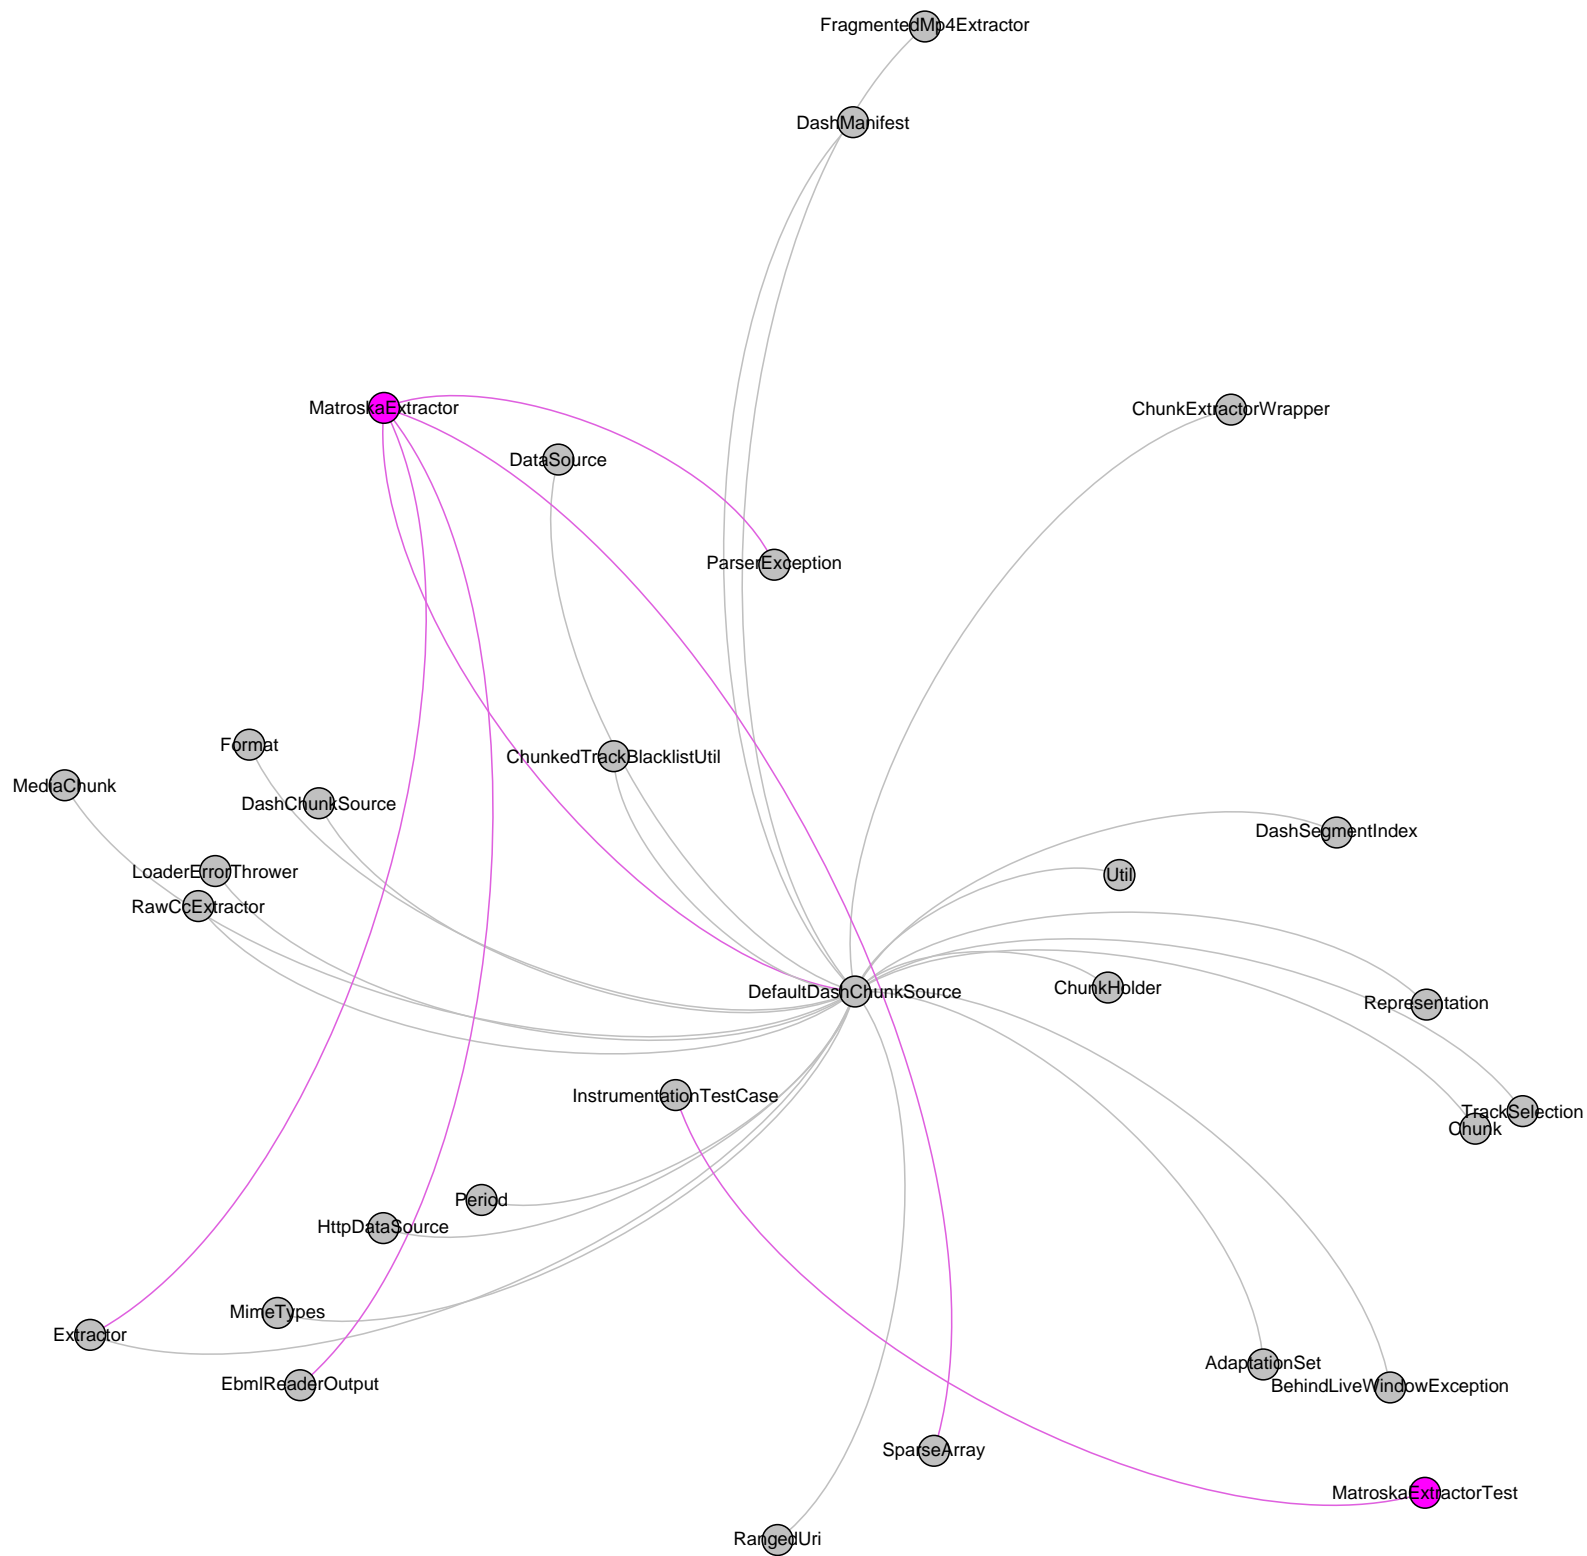 FragmentedMp4Extractor
DashManifest
MatroskaExtractor
ChunkExtractorWrapper
DataSource
ParserException
Format
ChunkedTrackBlacklistUtil
MediaChunk
DashChunkSource
DashSegmentIndex
LoaderErrorThrower
Util
RawCcExtractor
DefaultDashChunkSource
ChunkHolder
Representation
InstrumentationTestCase
TrackSelection
Chunk
Period
HttpDataSource
MimeTypes
Extractor
AdaptationSet
EbmlReaderOutput
BehindLiveWindowException
SparseArray
MatroskaExtractorTest
RangedUri